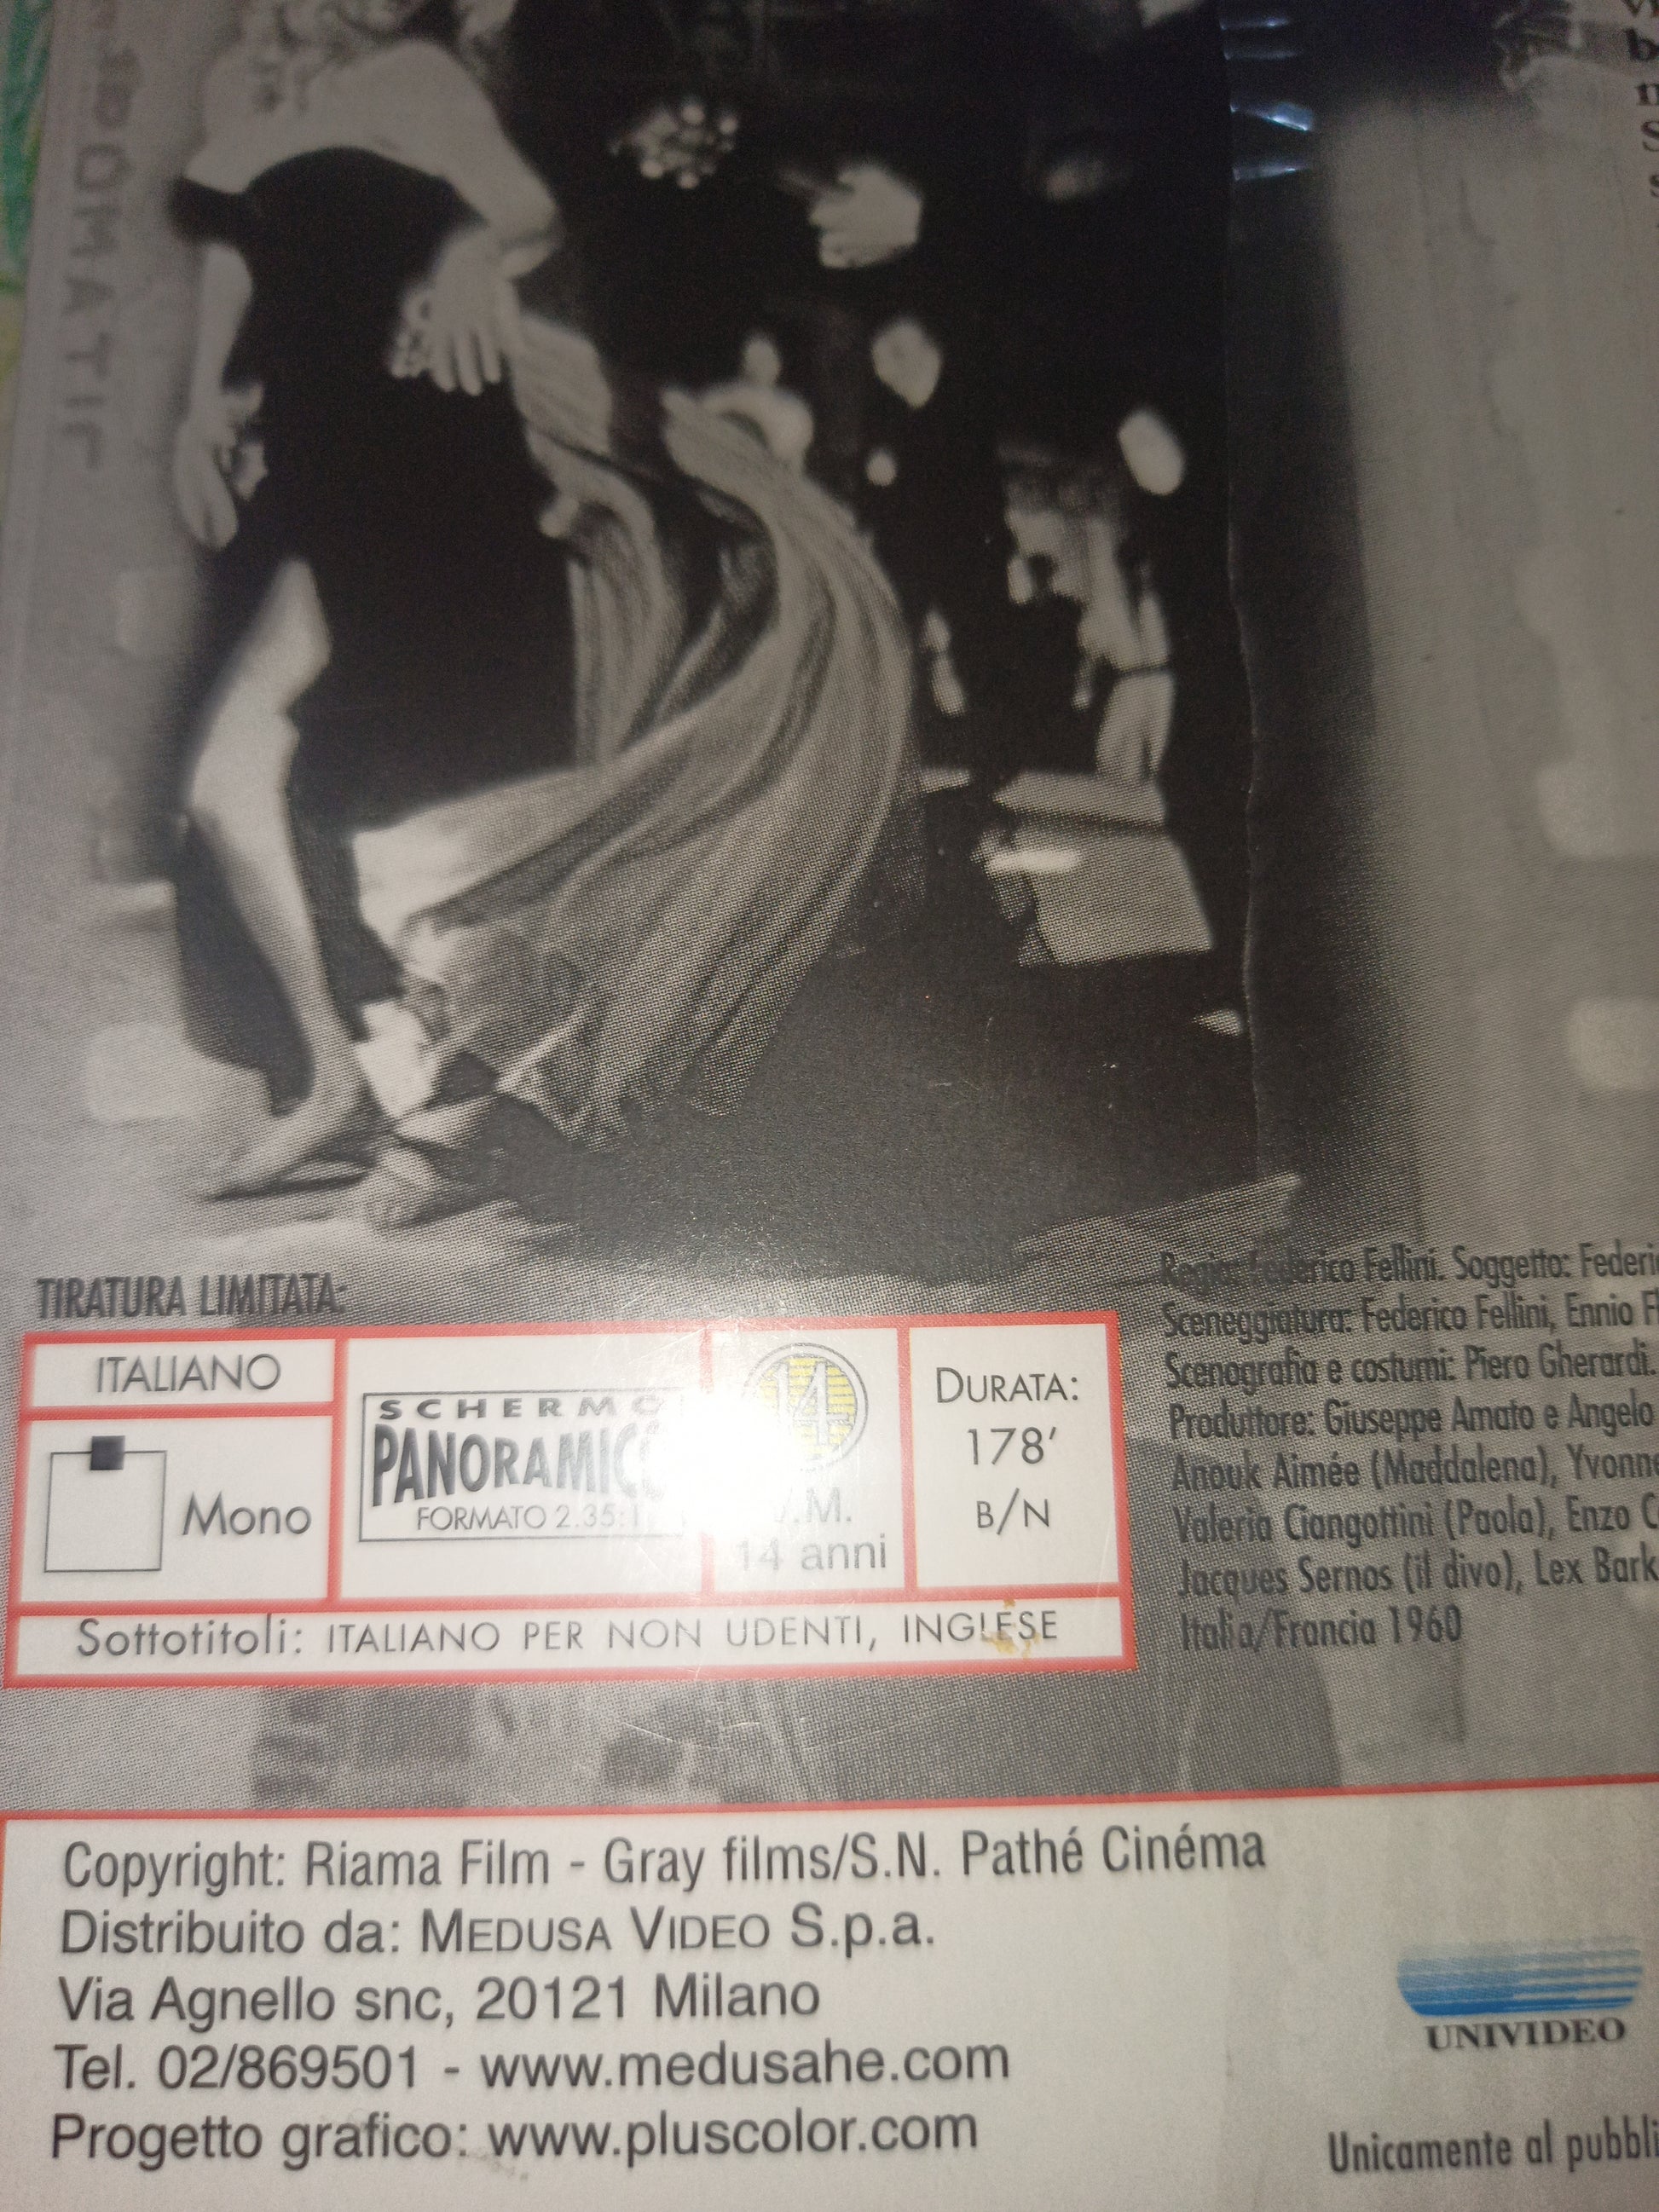 TIRATURA LIMITATA:
ITALIANO
Mono
SCHERMO
PANORAMICO
FORMATO 2.35:1
14
V.M.
14 anni
DURATA:
178'
B/N
Sottotitoli: ITALIANO PER NON UDENTI, INGLESE
Regia: Federico Fellini. Soggetto:
Sceneggiatura: Federico Fellini, Ennio
Scenografia e costumi: Piero Gherardi.
Produttore: Giuseppe Amato e Angelo
Anouk Aimée (Maddalena),
Valeria Ciangottini (Paola), Enzo
Jacques Sernos (il divo), Lex
Italia/Francia 1960
Copyright: Riama Film - Gray films/S.N. Pathé Cinéma
Distribuito da: MEDUSA VIDEO S.p.a.
Via Agnello snc, 20121 Milano
Tel. 02/869501 - www.medusahe.com
Progetto grafico: www.pluscolor.com
UNIVIDEO
Unicamente al